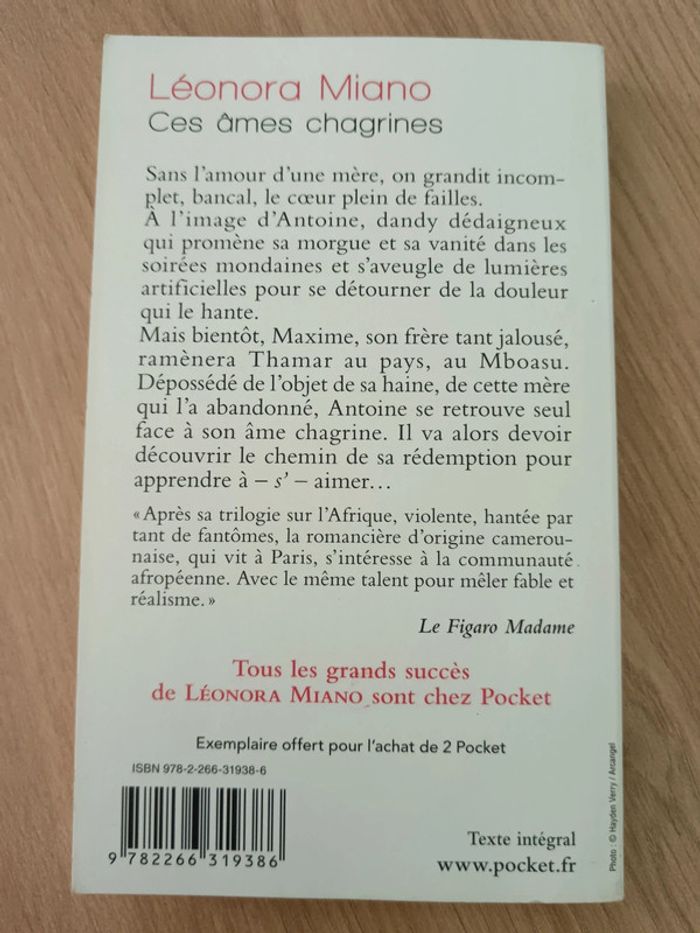 Léonora Miano
Ces âmes chagrines
Sans l'amour d'une mère, on grandit incom-
plet, bancal, le cœur plein de failles.
À l'image d'Antoine, dandy dédaigneux
qui promène sa morgue et sa vanité dans les
soirées mondaines et s'aveugle de lumières
artificielles pour se détourner de la douleur
qui le hante.
Mais bientôt, Maxime, son frère tant jalousé,
ramènera Thamar au pays, au Mboasu.
Dépossédé de l'objet de sa haine, de cette mère
qui l'a abandonné, Antoine se retrouve seul
face à son âme chagrine. Il va alors devoir
découvrir le chemin de sa rédemption pour
apprendre à – s' – aimer…
« Après sa trilogie sur l'Afrique, violente, hantée par
tant de fantômes, la romancière d'origine camerou-
naise, qui vit à Paris, s'intéresse à la communauté
afropéenne. Avec le même talent pour mêler fable et
réalisme. »
Le Figaro Madame
Tous les grands succès
de LÉONORA MIANO sont chez Pocket
Exemplaire offert pour l'achat de 2 Pocket
ISBN 978-2-266-31938-6
9 782266 319386
Texte intégral
www.pocket.fr
Photo : © Hayden Verry / Arcangel